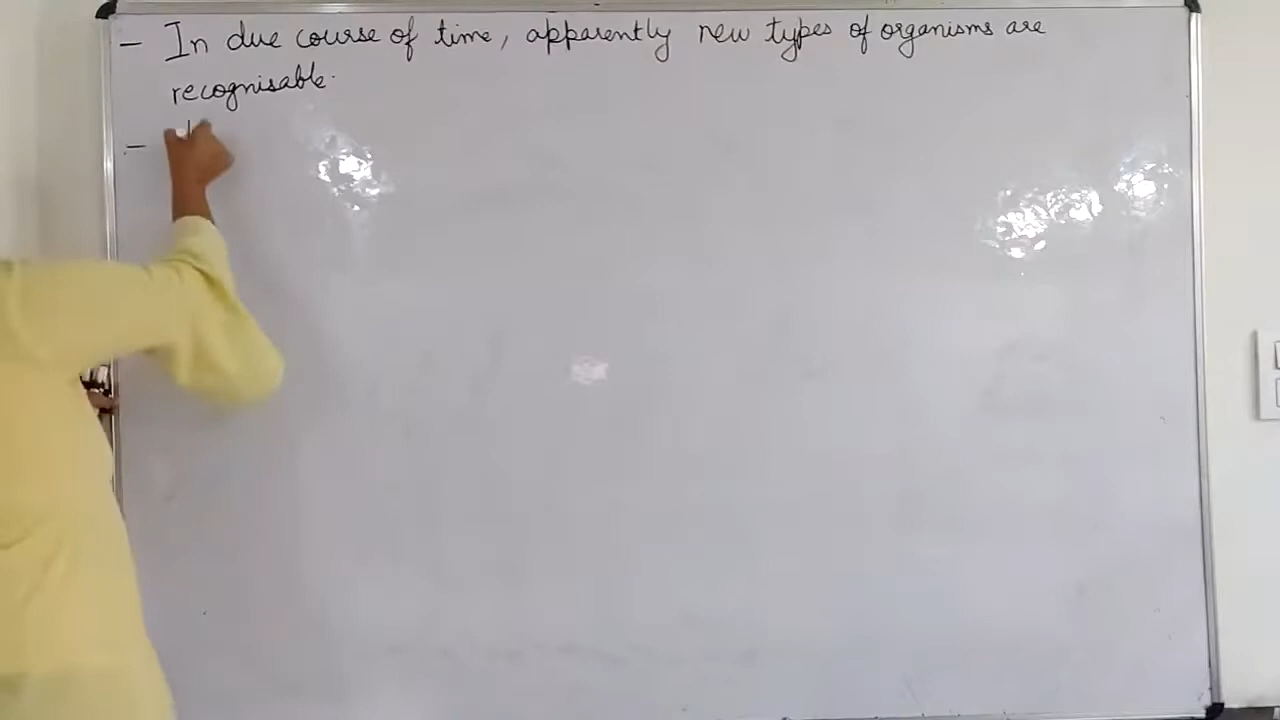 - In due course of time, apparently new types of organisms are
recognisable.
-